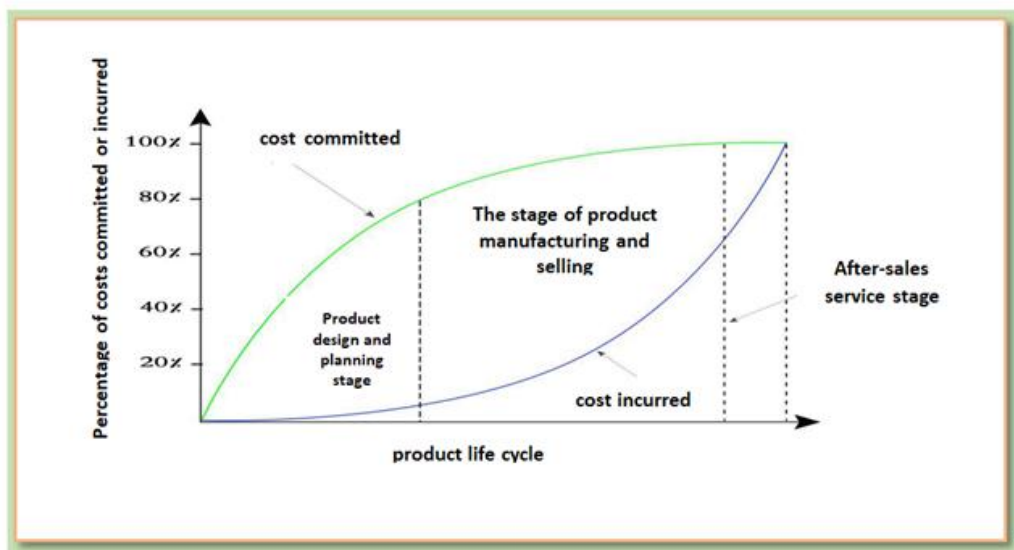 Percentage of costs committed or incurred
100%
80%
60%
40%
20%
cost committed
The stage of product
manufacturing and
selling
After-sales
service stage
Product
design and
planning
stage
cost incurred
product life cycle